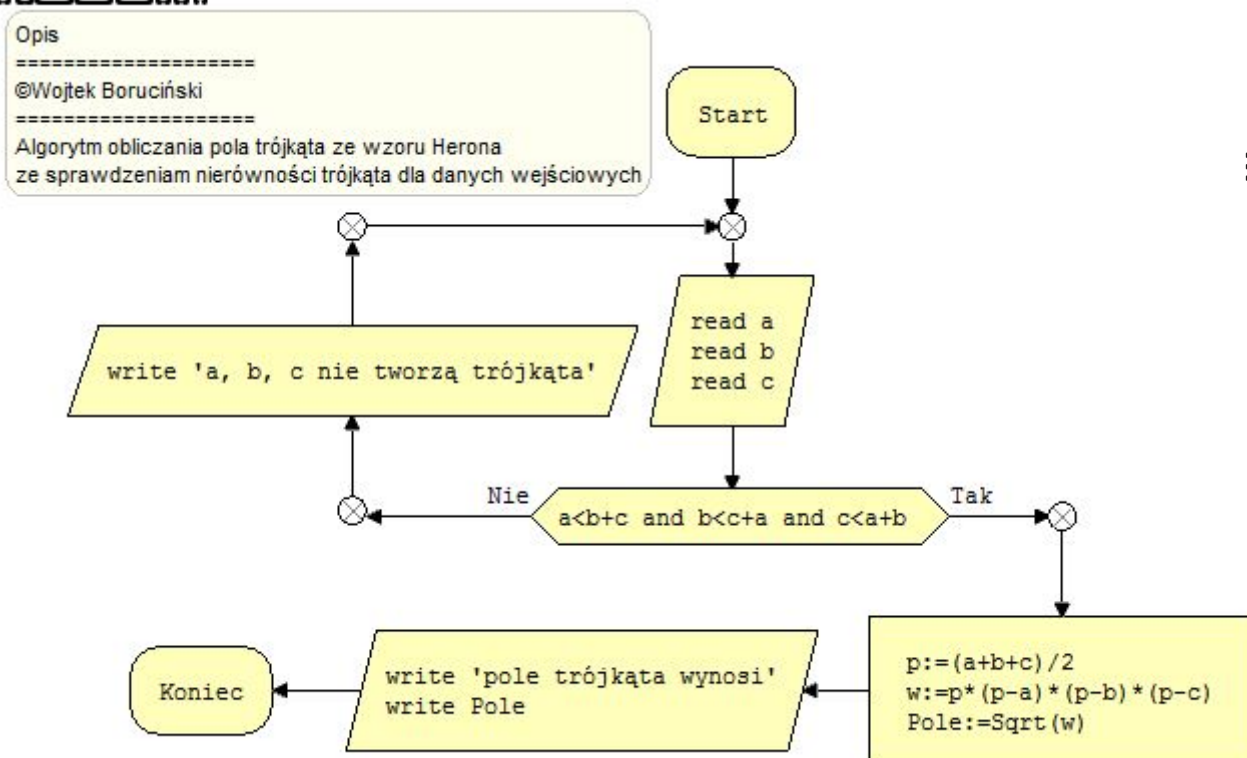 Opis
====================
©Wojtek Boruciński
====================
Algorytm obliczania pola trójkąta ze wzoru Herona
ze sprawdzeniam nierówności trójkąta dla danych wejściowych
Start
read a
read b
read c
write 'a, b, c nie tworzą trójkąta'
Nie
a<b+c and b<c+a and c<a+b
Tak
p:=(a+b+c)/2
w:=p*(p-a)*(p-b)*(p-c)
Pole:=Sqrt(w)
write 'pole trójkąta wynosi'
write Pole
Koniec